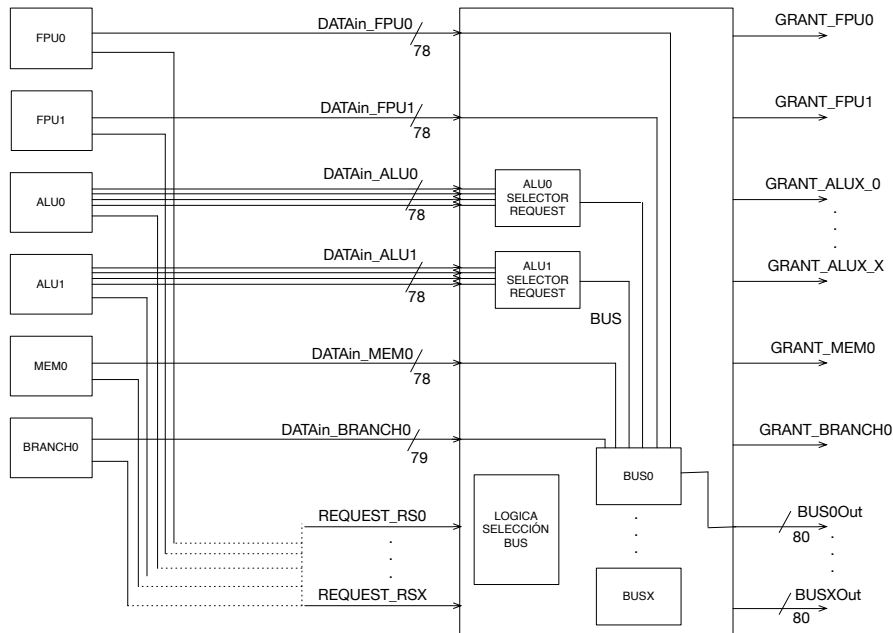 FPU0
DATAin_FPU0
78
GRANT_FPU0
FPU1
DATAin_FPU1
78
GRANT_FPU1
ALU0
DATAin_ALU0
78
ALU0
SELECTOR
REQUEST
GRANT_ALUX_0
ALU1
DATAin_ALU1
78
ALU1
SELECTOR
REQUEST
GRANT_ALUX_X
BUS
MEM0
DATAin_MEM0
78
GRANT_MEM0
BRANCH0
DATAin_BRANCH0
79
GRANT_BRANCH0
BUS0
REQUEST_RS0
LOGICA
SELECCIÓN
BUS
BUS0Out
80
REQUEST_RSX
BUSX
BUSXOut
80